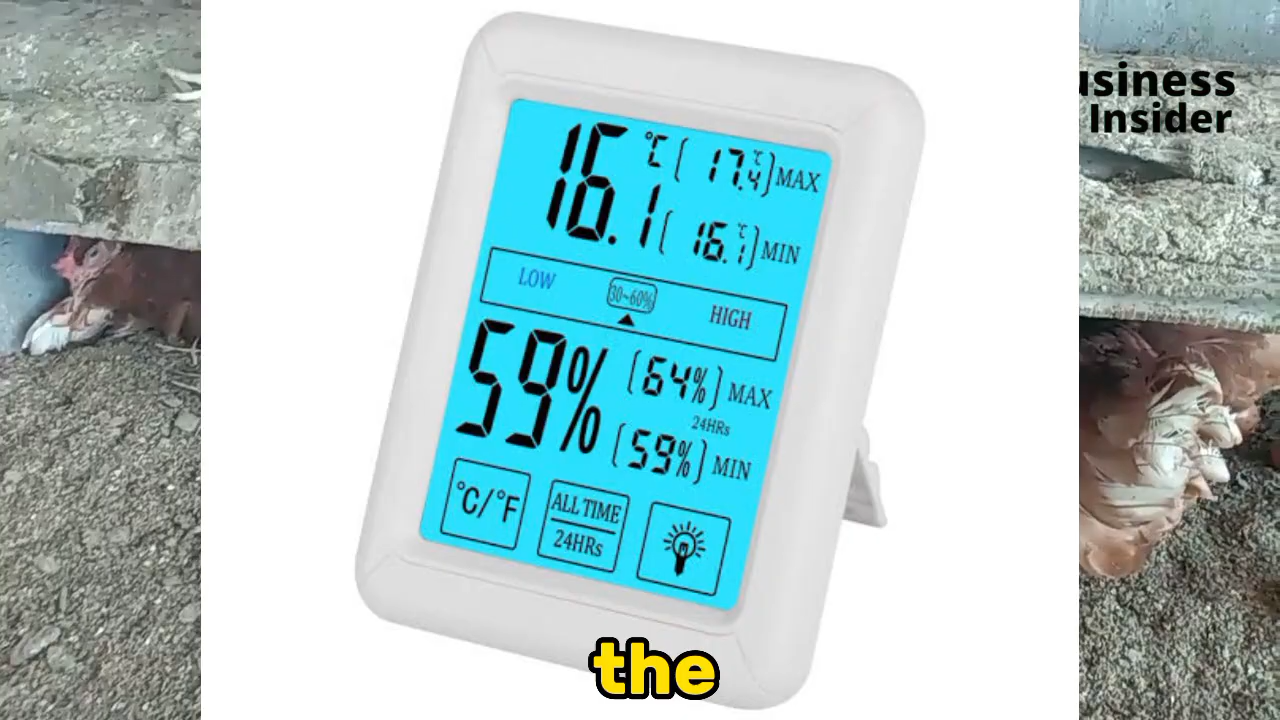 usiness
Insider
16.1 °C (17.4 °C) MAX
(16.1 °C) MIN
LOW 30~60% HIGH
59% (64%) MAX
24HRs
(59%) MIN
°C/°F
ALL TIME
24HRs
the